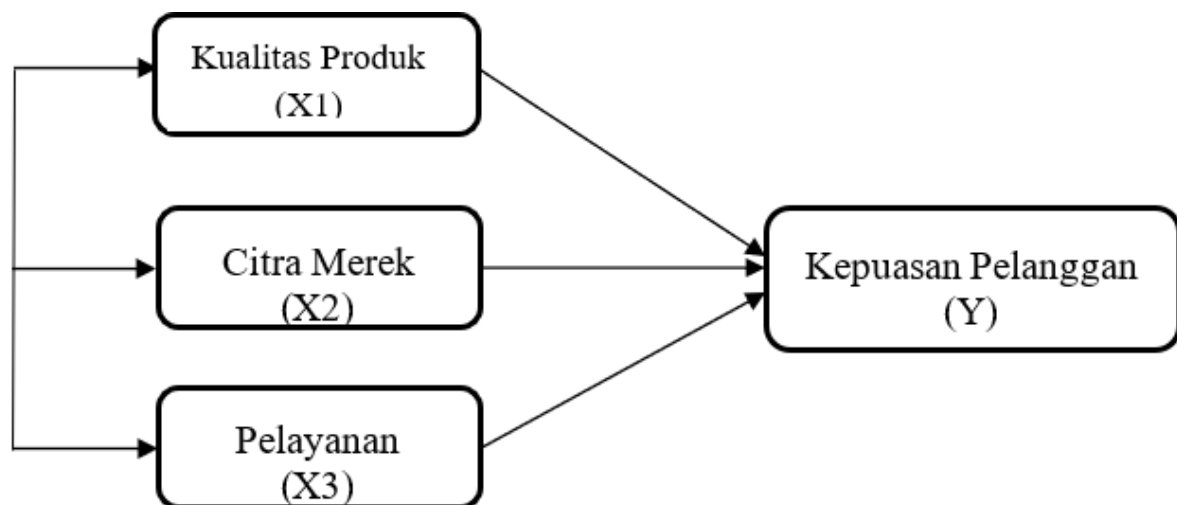 Kualitas Produk
(X1)
Citra Merek
(X2)
Kepuasan Pelanggan
(Y)
Pelayanan
(X3)